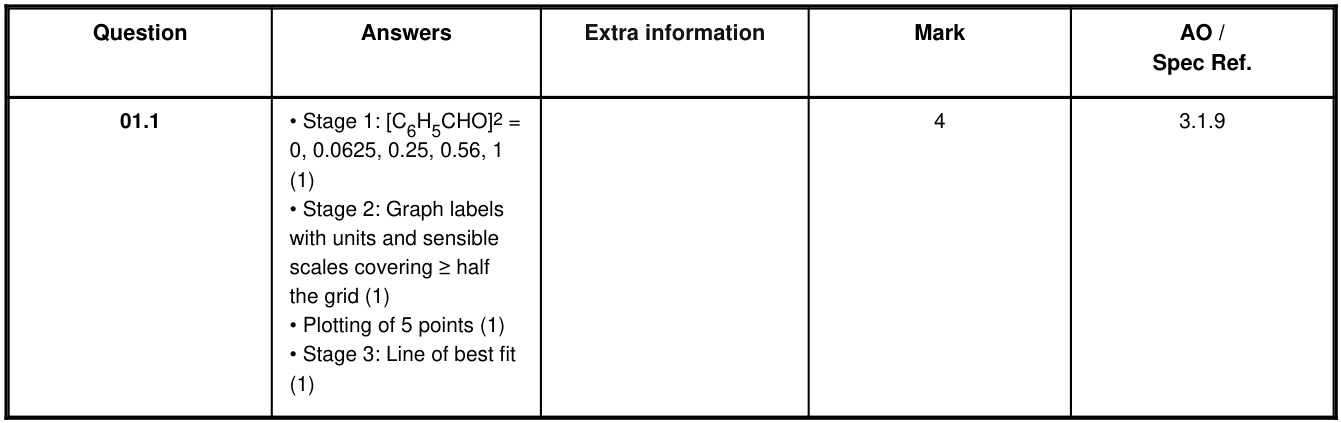 Question Answers Extra information Mark AO /
Spec Ref.
01.1 • Stage 1: [C6H5CHO]2 = 4 3.1.9
0, 0.0625, 0.25, 0.56, 1
(1)
• Stage 2: Graph labels
with units and sensible
scales covering ≥ half
the grid (1)
• Plotting of 5 points (1)
• Stage 3: Line of best fit
(1)